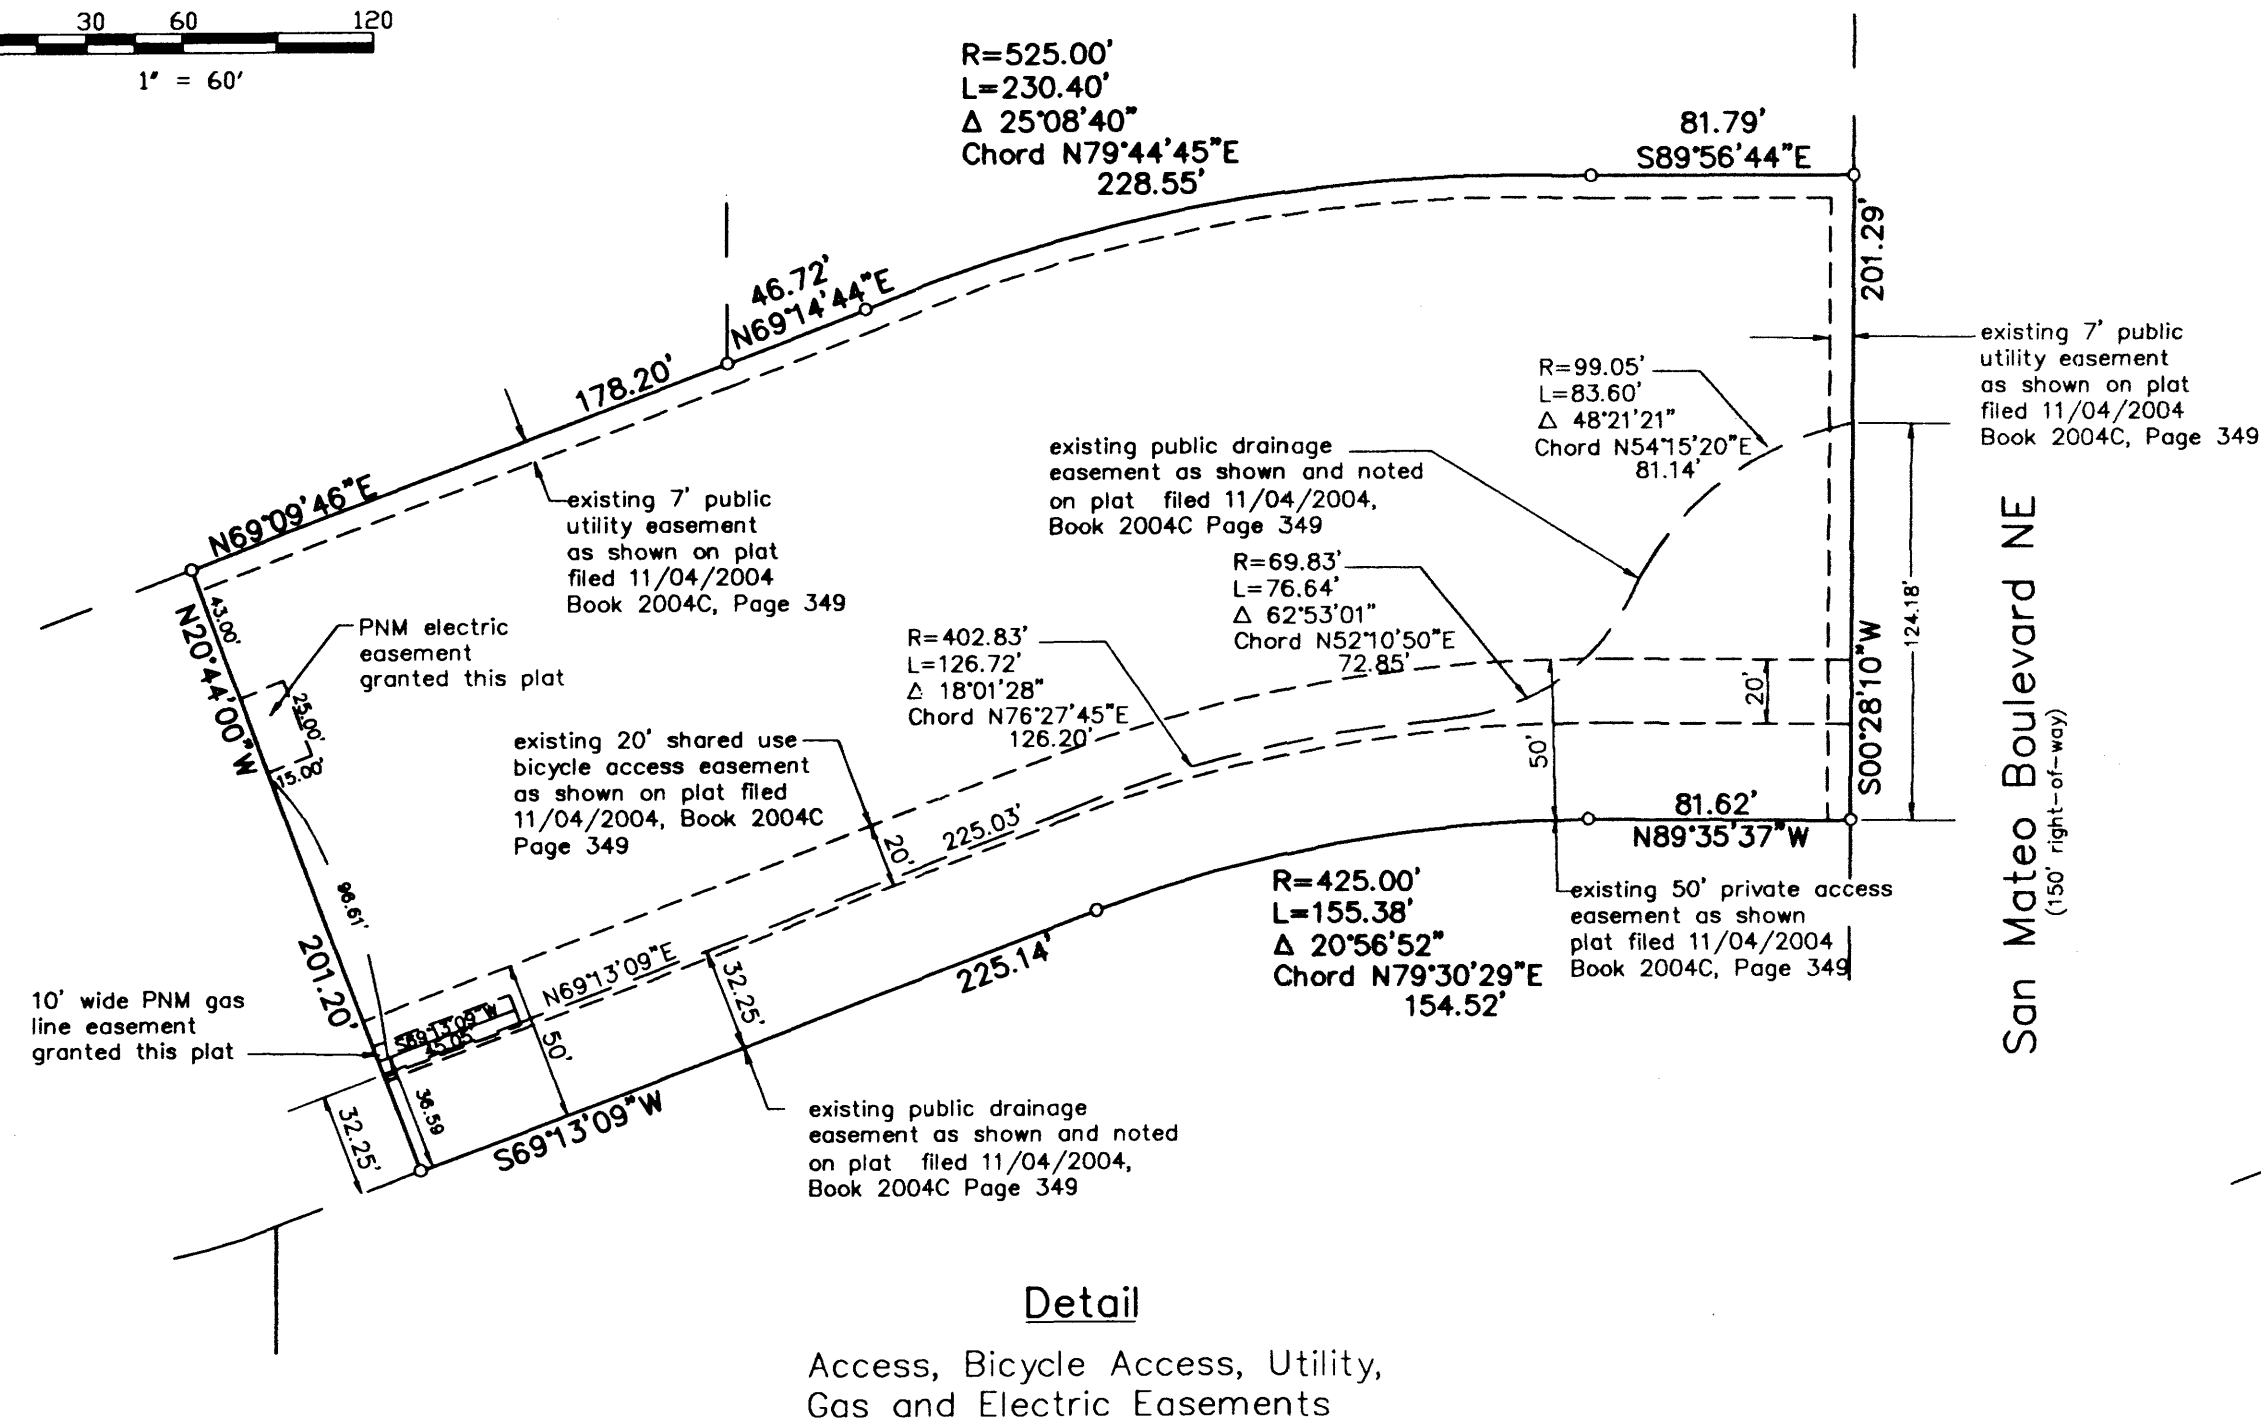 30 60 120
1" = 60'
R=525.00'
L=230.40'
Δ 25°08'40"
Chord N79°44'45"E
228.55'
81.79'
S89°56'44"E
201.29'
46.72'
N69°14'44"E
178.20'
N69°09'46"E
existing 7' public
utility easement
as shown on plat
filed 11/04/2004
Book 2004C, Page 349
R=99.05'
L=83.60'
Δ 48°21'21"
Chord N54°15'20"E
81.14'
existing public drainage
easement as shown and noted
on plat filed 11/04/2004,
Book 2004C Page 349
existing 7' public
utility easement
as shown on plat
filed 11/04/2004
Book 2004C, Page 349
R=69.83'
L=76.64'
Δ 62°53'01"
Chord N52°10'50"E
72.85'
San Mateo Boulevard NE
(150' right-of-way)
124.18'
S00°28'10"W
43.00'
N20°44'00"W
PNM electric
easement
granted this plat
25.00'
15.00'
R=402.83'
L=126.72'
Δ 18°01'28"
Chord N76°27'45"E
126.20'
20'
50'
existing 20' shared use
bicycle access easement
as shown on plat filed
11/04/2004, Book 2004C
Page 349
20'
225.03'
81.62'
N89°35'37"W
R=425.00'
L=155.38'
Δ 20°56'52"
Chord N79°30'29"E
154.52'
existing 50' private access
easement as shown
plat filed 11/04/2004
Book 2004C, Page 349
96.61'
201.20'
10' wide PNM gas
line easement
granted this plat
S69°13'09"W
45.05
N69°13'09"E
32.25'
225.14'
50'
36.59
32.25'
S69°13'09"W
existing public drainage
easement as shown and noted
on plat filed 11/04/2004,
Book 2004C Page 349
Detail
Access, Bicycle Access, Utility,
Gas and Electric Easements